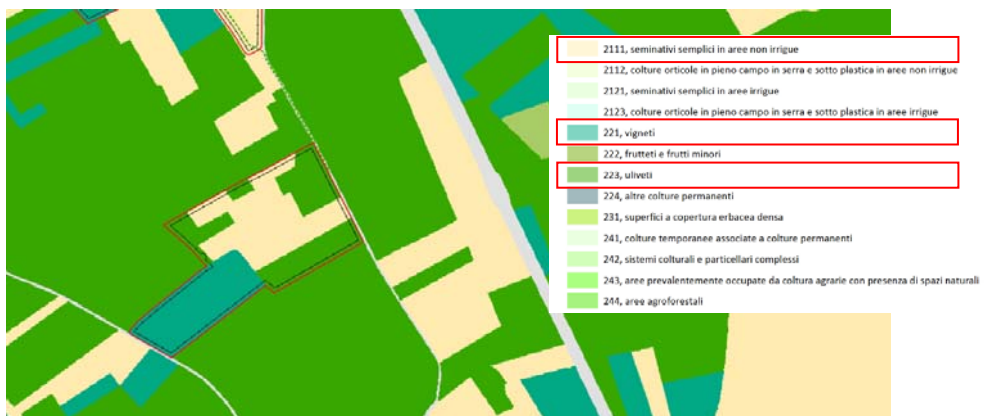 2111, seminativi semplici in aree non irrigue
2112, colture orticole in pieno campo in serra e sotto plastica in aree non irrigue
2121, seminativi semplici in aree irrigue
2123, colture orticole in pieno campo in serra e sotto plastica in aree irrigue
221, vigneti
222, frutteti e frutti minori
223, uliveti
224, altre colture permanenti
231, superfici a copertura erbacea densa
241, colture temporanee associate a colture permanenti
242, sistemi colturali e particellari complessi
243, aree prevalentemente occupate da coltura agrarie con presenza di spazi naturali
244, aree agroforestali